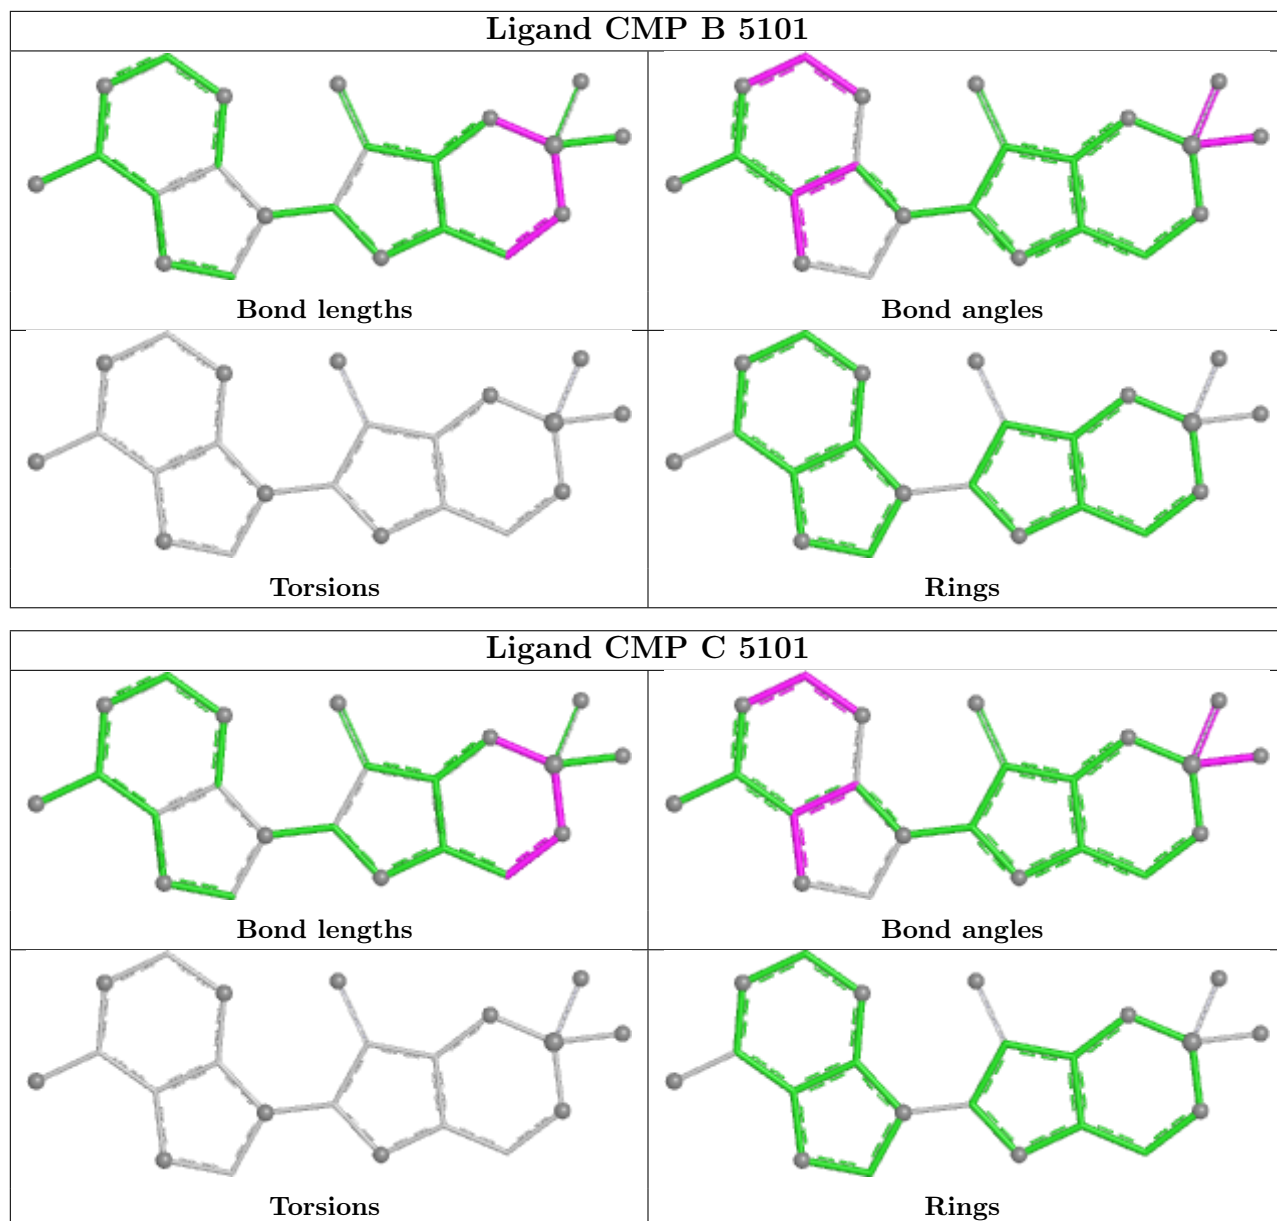 Ligand CMP B 5101
Bond lengths
Bond angles
Torsions
Rings
Ligand CMP C 5101
Bond lengths
Bond angles
Torsions
Rings